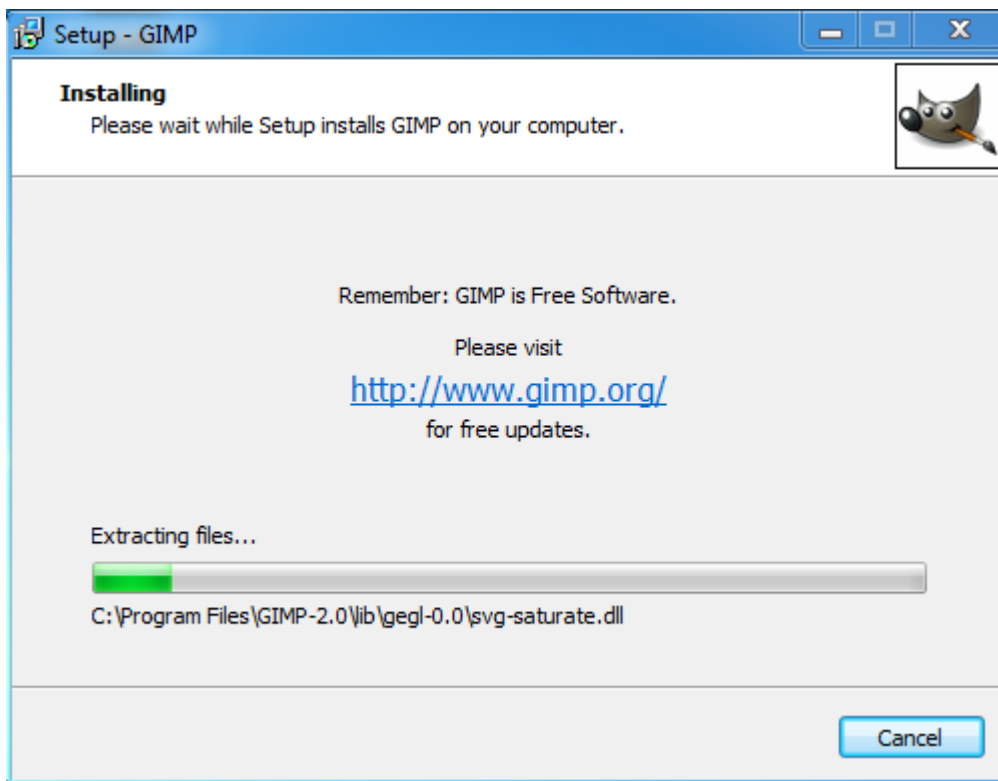 Setup - GIMP
Installing
Please wait while Setup installs GIMP on your computer.
Remember: GIMP is Free Software.
Please visit
http://www.gimp.org/
for free updates.
Extracting files...
C:\Program Files\GIMP-2.0\lib\gegl-0.0\svg-saturate.dll
Cancel